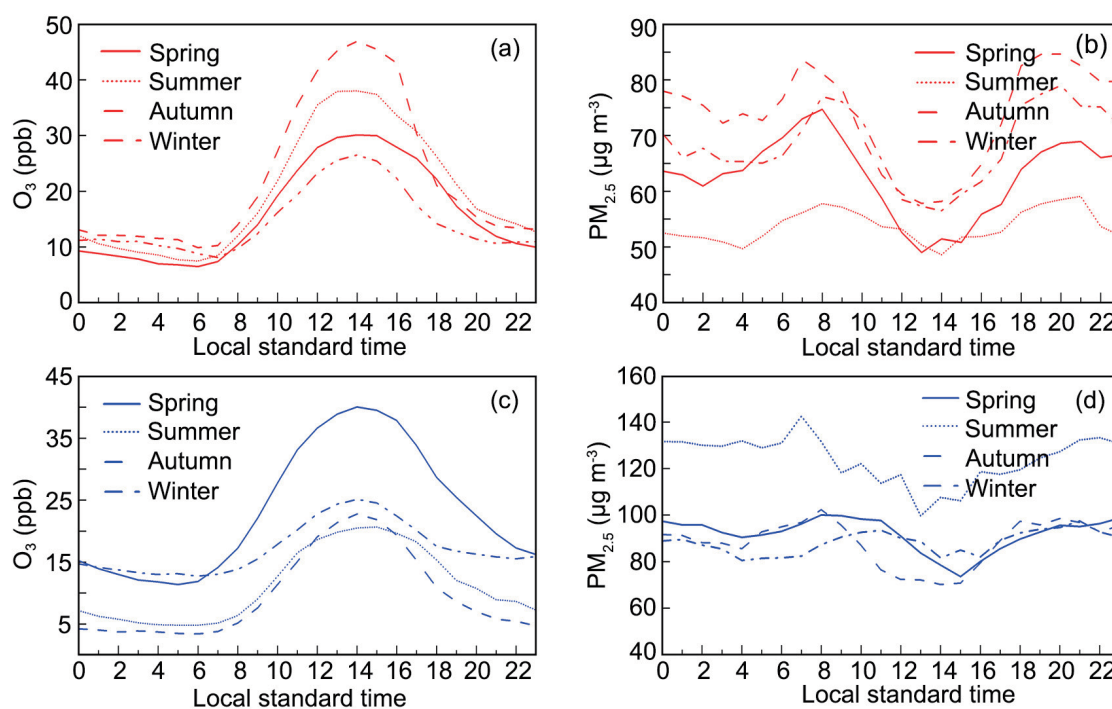 (a)
O3 (ppb)
50
40
30
20
10
0
Spring
Summer
Autumn
Winter
0 2 4 6 8 10 12 14 16 18 20 22
Local standard time
(b)
PM2.5 (µg m-3)
90
80
70
60
50
40
Spring
Summer
Autumn
Winter
0 2 4 6 8 10 12 14 16 18 20 22
Local standard time
(c)
O3 (ppb)
45
35
25
15
5
Spring
Summer
Autumn
Winter
0 2 4 6 8 10 12 14 16 18 20 22
Local standard time
(d)
PM2.5 (µg m-3)
160
140
120
100
80
60
40
Spring
Summer
Autumn
Winter
0 2 4 6 8 10 12 14 16 18 20 22
Local standard time